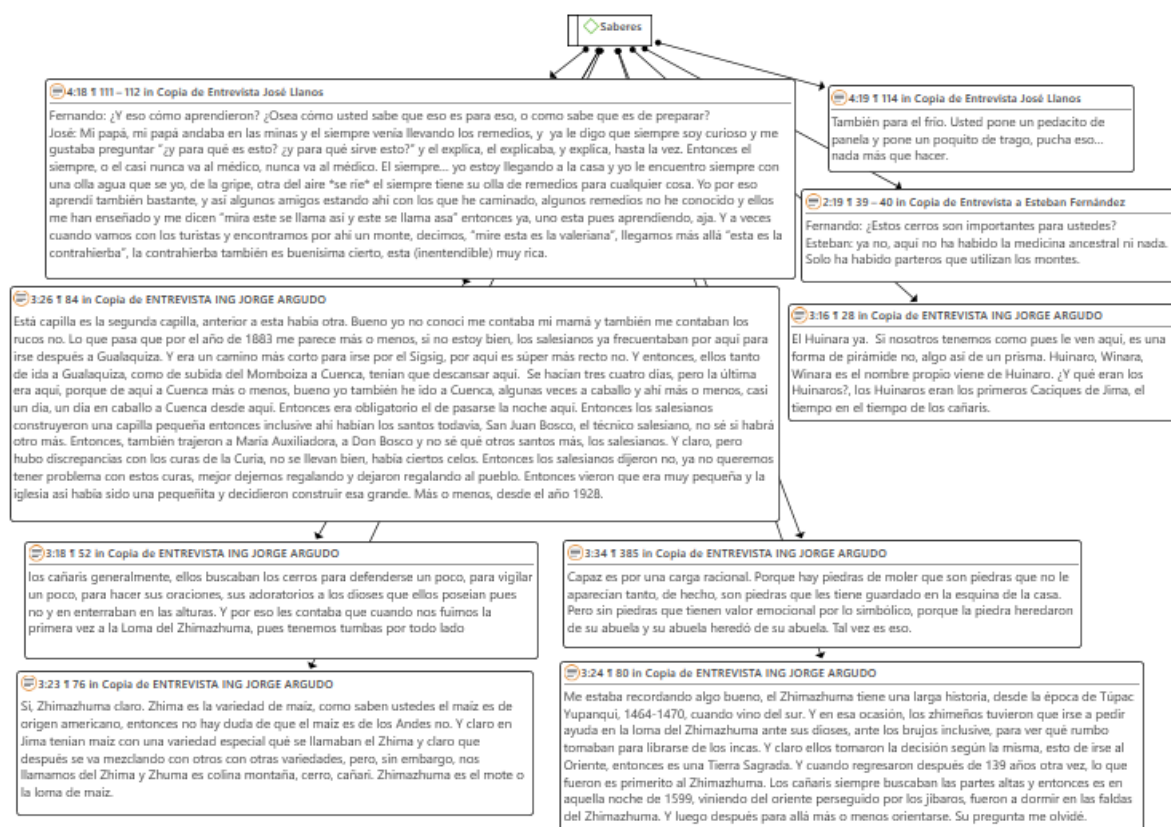 Saberes
4:18 ¶ 111 – 112 in Copia de Entrevista José Llanos
Fernando: ¿Y eso cómo aprendieron? ¿Osea cómo usted sabe que eso es para eso, o como sabe que es de preparar?
José: Mi papá, mi papá andaba en las minas y el siempre venía llevando los remedios, y  ya le digo que siempre soy curioso y me
gustaba preguntar "¿y para qué es esto? ¿y para qué sirve esto?" y el explica, el explicaba, y explica, hasta la vez. Entonces el
siempre, o el casi nunca va al médico, nunca va al médico. El siempre... yo estoy llegando a la casa y yo le encuentro siempre con
una olla agua que se yo, de la gripe, otra del aire *se ríe* el siempre tiene su olla de remedios para cualquier cosa. Yo por eso
aprendí también bastante, y así algunos amigos estando ahí con los que he caminado, algunos remedios no he conocido y ellos
me han enseñado y me dicen "mira este se llama así y este se llama asa" entonces ya, uno esta pues aprendiendo, aja. Y a veces
cuando vamos con los turistas y encontramos por ahí un monte, decimos, "mire esta es la valeriana", llegamos más allá "esta es la
contrahierba", la contrahierba también es buenísima cierto, esta (inentendible) muy rica.
4:19 ¶ 114 in Copia de Entrevista José Llanos
También para el frío. Usted pone un pedacito de
panela y pone un poquito de trago, pucha eso...
nada más que hacer.
2:19 ¶ 39 – 40 in Copia de Entrevista a Esteban Fernández
Fernando: ¿Estos cerros son importantes para ustedes?
Esteban: ya no, aquí no ha habido la medicina ancestral ni nada.
Solo ha habido parteros que utilizan los montes.
3:26 ¶ 84 in Copia de ENTREVISTA ING JORGE ARGUDO
Está capilla es la segunda capilla, anterior a esta había otra. Bueno yo no conocí me contaba mi mamá y también me contaban los
rucos no. Lo que pasa que por el año de 1883 me parece más o menos, si no estoy bien, los salesianos ya frecuentaban por aquí para
irse después a Gualaquiza. Y era un camino más corto para irse por el Sigsig, por aquí es súper más recto no. Y entonces, ellos tanto
de ida a Gualaquiza, como de subida del Momboiza a Cuenca, tenían que descansar aquí.  Se hacían tres cuatro días, pero la última
era aquí, porque de aquí a Cuenca más o menos, bueno yo también he ido a Cuenca, algunas veces a caballo y ahí más o menos, casi
un día, un día en caballo a Cuenca desde aquí. Entonces era obligatorio el de pasarse la noche aquí. Entonces los salesianos
construyeron una capilla pequeña entonces inclusive ahí habían los santos todavía, San Juan Bosco, el técnico salesiano, no sé si habrá
otro más. Entonces, también trajeron a María Auxiliadora, a Don Bosco y no sé qué otros santos más, los salesianos. Y claro, pero
hubo discrepancias con los curas de la Curia, no se llevan bien, había ciertos celos. Entonces los salesianos dijeron no, ya no queremos
tener problema con estos curas, mejor dejemos regalando y dejaron regalando al pueblo. Entonces vieron que era muy pequeña y la
iglesia así había sido una pequeñita y decidieron construir esa grande. Más o menos, desde el año 1928.
3:16 ¶ 28 in Copia de ENTREVISTA ING JORGE ARGUDO
El Huinara ya.  Si nosotros tenemos como pues le ven aquí, es una
forma de pirámide no, algo así de un prisma. Huinaro, Winara,
Winara es el nombre propio viene de Huinaro. ¿Y qué eran los
Huinaros?, los Huinaros eran los primeros Caciques de Jima, el
tiempo en el tiempo de los cañaris.
3:18 ¶ 52 in Copia de ENTREVISTA ING JORGE ARGUDO
los cañaris generalmente, ellos buscaban los cerros para defenderse un poco, para vigilar
un poco, para hacer sus oraciones, sus adoratorios a los dioses que ellos poseían pues
no y en enterraban en las alturas. Y por eso les contaba que cuando nos fuimos la
primera vez a la Loma del Zhimazhuma, pues tenemos tumbas por todo lado
3:34 ¶ 385 in Copia de ENTREVISTA ING JORGE ARGUDO
Capaz es por una carga racional. Porque hay piedras de moler que son piedras que no le
aparecían tanto, de hecho, son piedras que les tiene guardado en la esquina de la casa.
Pero sin piedras que tienen valor emocional por lo simbólico, porque la piedra heredaron
de su abuela y su abuela heredó de su abuela. Tal vez es eso.
3:23 ¶ 76 in Copia de ENTREVISTA ING JORGE ARGUDO
Si, Zhimazhuma claro. Zhima es la variedad de maíz, como saben ustedes el maíz es de
origen americano, entonces no hay duda de que el maíz es de los Andes no. Y claro en
Jima tenían maíz con una variedad especial qué se llamaban el Zhima y claro que
después se va mezclando con otros con otras variedades, pero, sin embargo, nos
llamamos del Zhima y Zhuma es colina montaña, cerro, cañari. Zhimazhuma es el mote o
la loma de maíz.
3:24 ¶ 80 in Copia de ENTREVISTA ING JORGE ARGUDO
Me estaba recordando algo bueno, el Zhimazhuma tiene una larga historia, desde la época de Túpac
Yupanqui, 1464-1470, cuando vino del sur. Y en esa ocasión, los zhimeños tuvieron que irse a pedir
ayuda en la loma del Zhimazhuma ante sus dioses, ante los brujos inclusive, para ver qué rumbo
tomaban para librarse de los incas. Y claro ellos tomaron la decisión según la misma, esto de irse al
Oriente, entonces es una Tierra Sagrada. Y cuando regresaron después de 139 años otra vez, lo que
fueron es primerito al Zhimazhuma. Los cañaris siempre buscaban las partes altas y entonces es en
aquella noche de 1599, viniendo del oriente perseguido por los jíbaros, fueron a dormir en las faldas
del Zhimazhuma. Y luego después para allá más o menos orientarse. Su pregunta me olvidé.